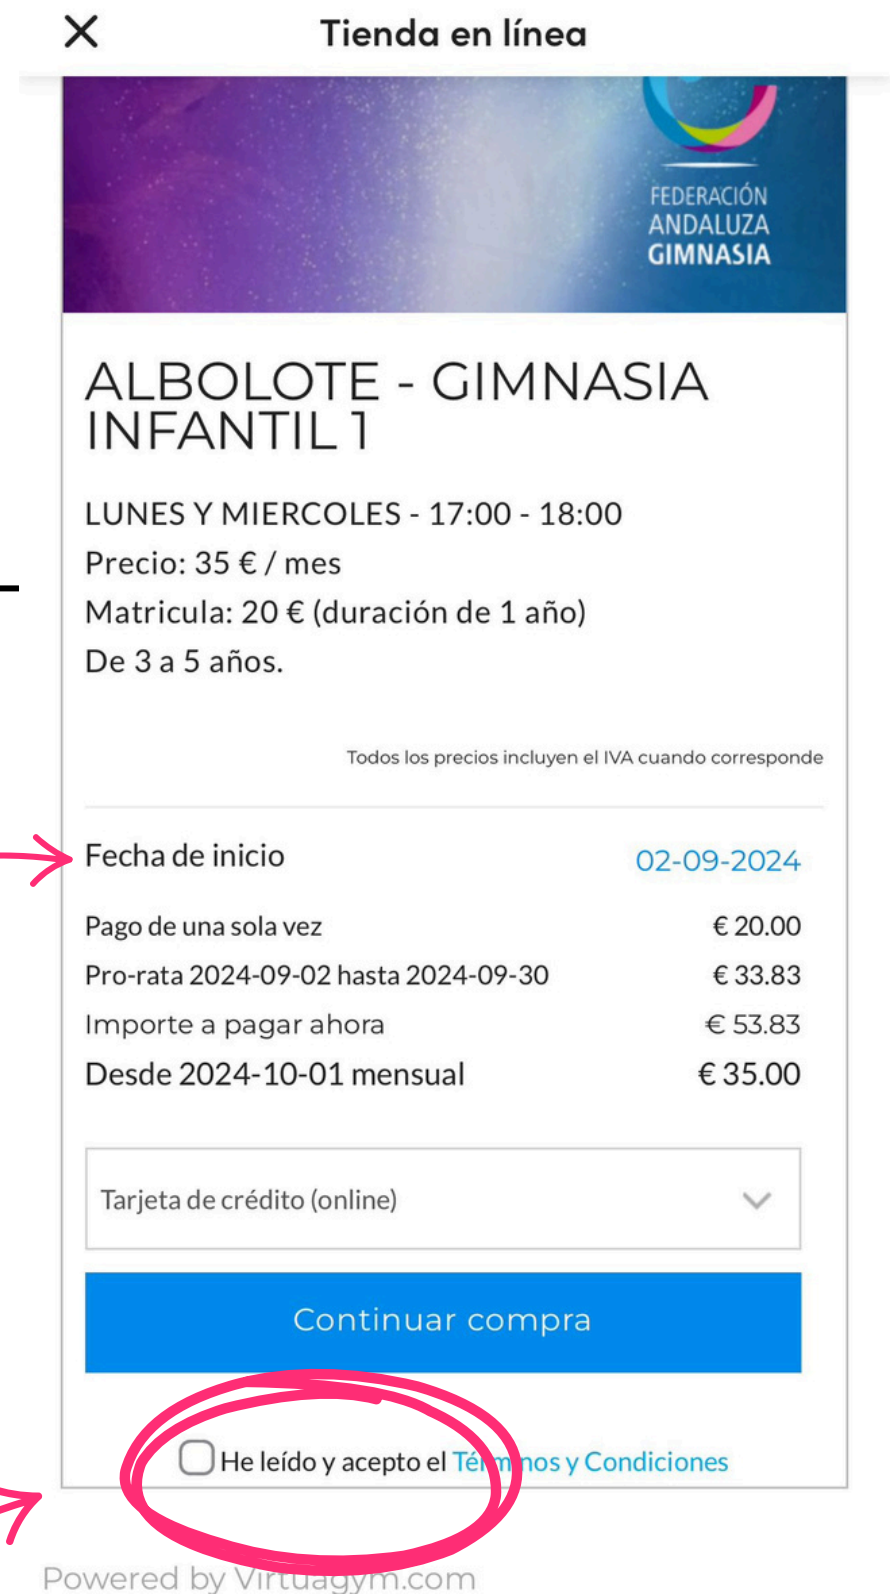 Tienda en línea
FEDERACIÓN
ANDALUZA
GIMNASIA
ALBOLOTE - GIMNASIA
INFANTIL 1
LUNES Y MIERCOLES - 17:00 - 18:00
Precio: 35 € / mes
Matricula: 20 € (duración de 1 año)
De 3 a 5 años.
Todos los precios incluyen el IVA cuando corresponde
Fecha de inicio 02-09-2024
Pago de una sola vez € 20.00
Pro-rata 2024-09-02 hasta 2024-09-30 € 33.83
Importe a pagar ahora € 53.83
Desde 2024-10-01 mensual € 35.00
Tarjeta de crédito (online)
Continuar compra
He leído y acepto el Términos y Condiciones
Powered by Virtuagym.com